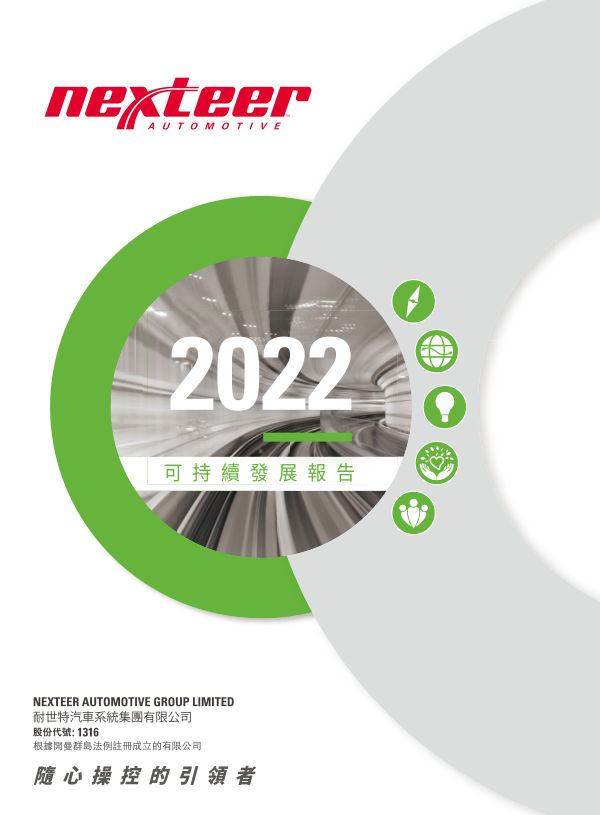 nexteer
AUTOMOTIVE
2022
可持續發展報告
NEXTEER AUTOMOTIVE GROUP LIMITED
耐世特汽車系統集團有限公司
股份代號: 1316
根據開曼群島法例註冊成立的有限公司
隨心操控的引領者